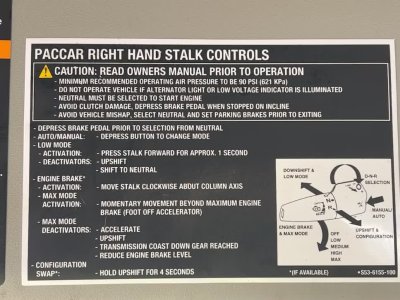 PACCAR RIGHT HAND STALK CONTROLS
CAUTION: READ OWNERS MANUAL PRIOR TO OPERATION
- MINIMUM RECOMMENDED OPERATING AIR PRESSURE TO BE 90 PSI (621 KPa)
- DO NOT OPERATE VEHICLE IF ALTERNATOR LIGHT OR LOW VOLTAGE INDICATOR IS ILLUMINATED
- NEUTRAL MUST BE SELECTED TO START ENGINE
- AVOID CLUTCH DAMAGE, DEPRESS BRAKE PEDAL WHEN STOPPED ON INCLINE
- AVOID VEHICLE MISHAP, SELECT NEUTRAL AND SET PARKING BRAKES PRIOR TO EXITING
- DEPRESS BRAKE PEDAL PRIOR TO SELECTION FROM NEUTRAL
- AUTO/MANUAL: - DEPRESS BUTTON TO CHANGE MODE
- LOW MODE
- ACTIVATION: - PRESS STALK FORWARD FOR APPROX. 1 SECOND
- DEACTIVATORS: - UPSHIFT
- SHIFT TO NEUTRAL
- ENGINE BRAKE*
- ACTIVATION: - MOVE STALK CLOCKWISE ABOUT COLUMN AXIS
- MAX MODE
ACTIVATION: - MOMENTARY MOVEMENT BEYOND MAXIMUM ENGINE
BRAKE (FOOT OFF ACCELERATOR)
- MAX MODE
DEACTIVATORS: - ACCELERATE
- UPSHIFT
- TRANSMISSION COAST DOWN GEAR REACHED
- REDUCE ENGINE BRAKE LEVEL
- CONFIGURATION
SWAP*: - HOLD UPSHIFT FOR 4 SECONDS
DOWNSHIFT &
LOW MODE
D-N-R
SELECTION
MANUAL/
AUTO
UPSHIFT &
CONFIGURATION
ENGINE BRAKE
& MAX MODE
OFF
LOW
MEDIUM
HIGH
MAX
*(IF AVAILABLE)
S53-6155-100